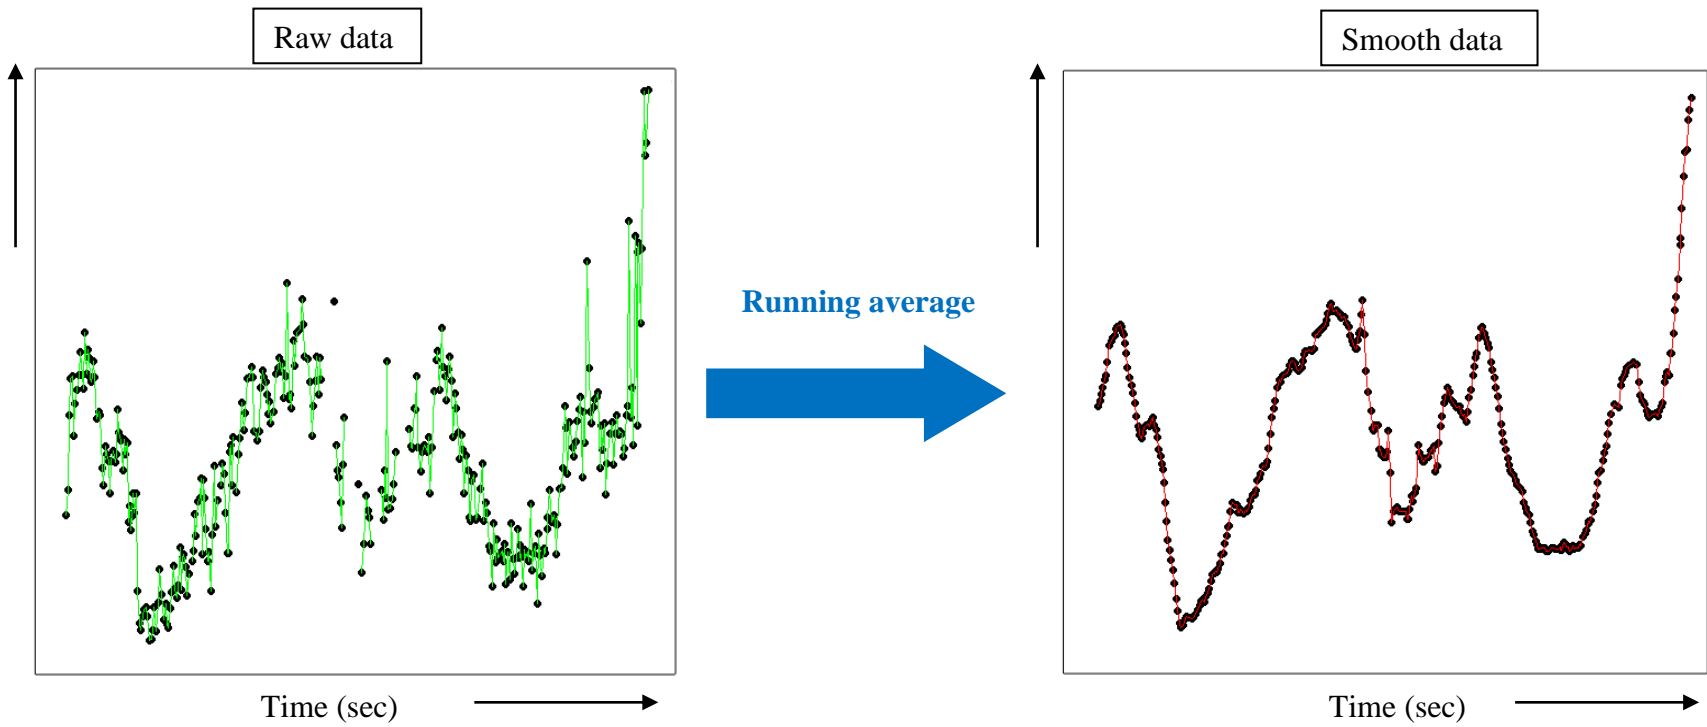 Raw data
Smooth data
Running average
Time (sec)
Time (sec)